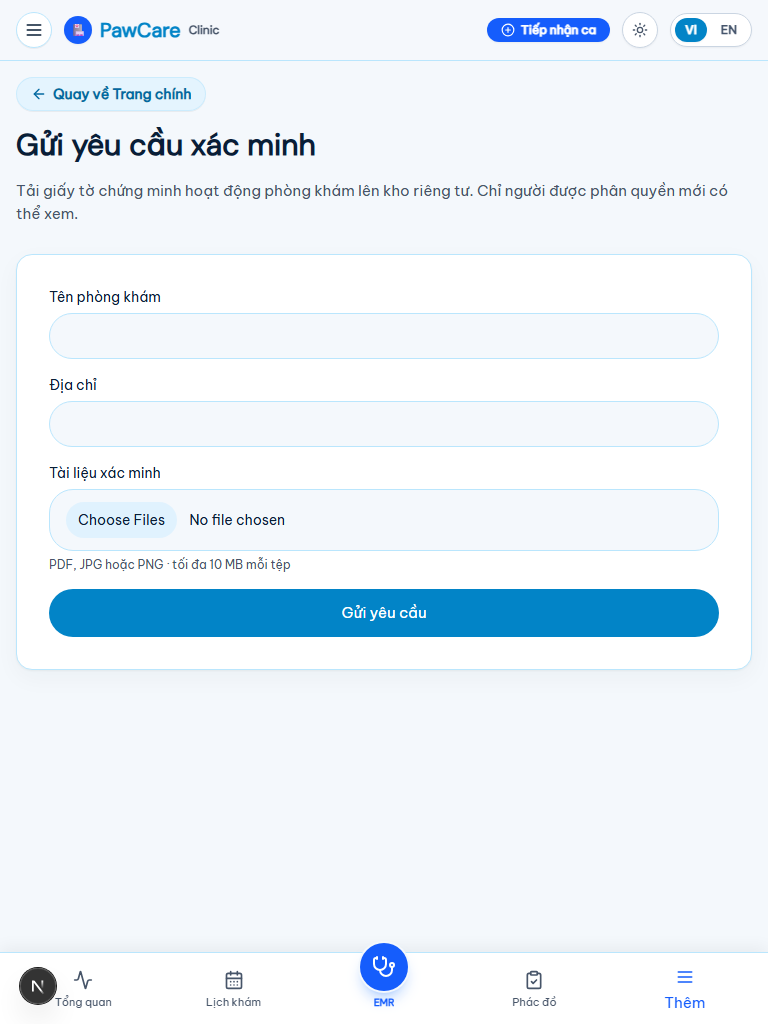 PawCare Clinic
Tiếp nhận ca
VI EN
Quay về Trang chính
Gửi yêu cầu xác minh
Tải giấy tờ chứng minh hoạt động phòng khám lên kho riêng tư. Chỉ người được phân quyền mới có
thể xem.
Tên phòng khám
Địa chỉ
Tài liệu xác minh
Choose Files No file chosen
PDF, JPG hoặc PNG · tối đa 10 MB mỗi tệp
Gửi yêu cầu
N
Tổng quan
Lịch khám
EMR
Phác đồ
Thêm